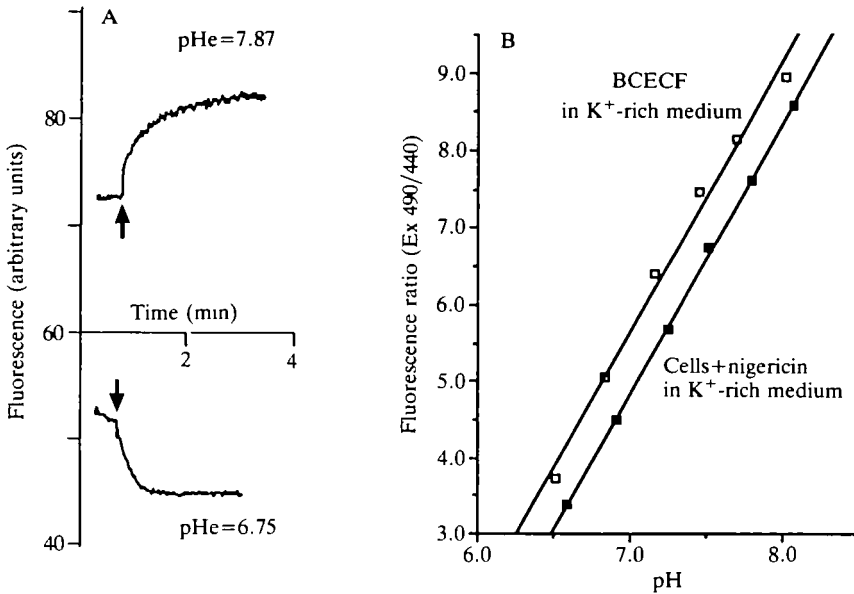 A
pHe=7.87
80
Fluorescence (arbitrary units)
Time (min)
60
2
4
pHe=6.75
40
B
9.0
BCECF
in K⁺-rich medium
8.0
7.0
Fluorescence ratio (Ex 490/440)
6.0
5.0
Cells+nigericin
in K⁺-rich medium
4.0
3.0
6.0
7.0
8.0
pH